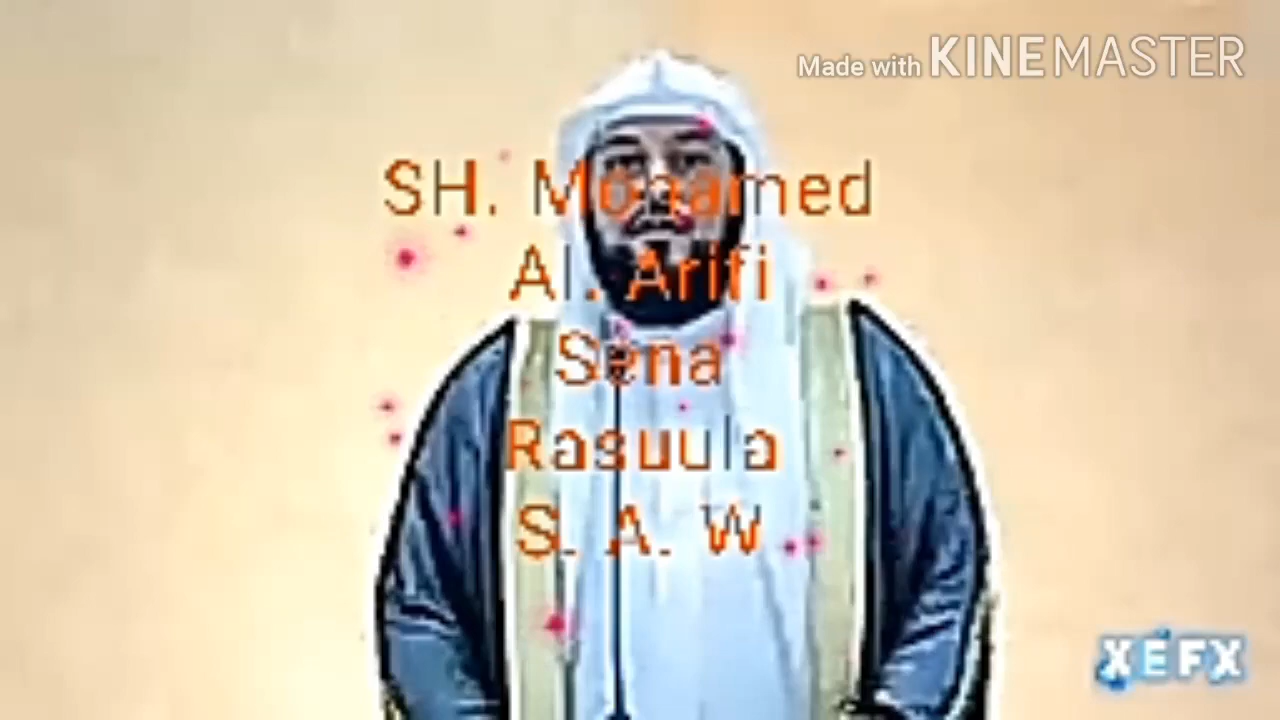 Made with KINEMASTER
SH. Mohamed
Al. Arifi
Sena
Rasuula
S. A. W
XEFX